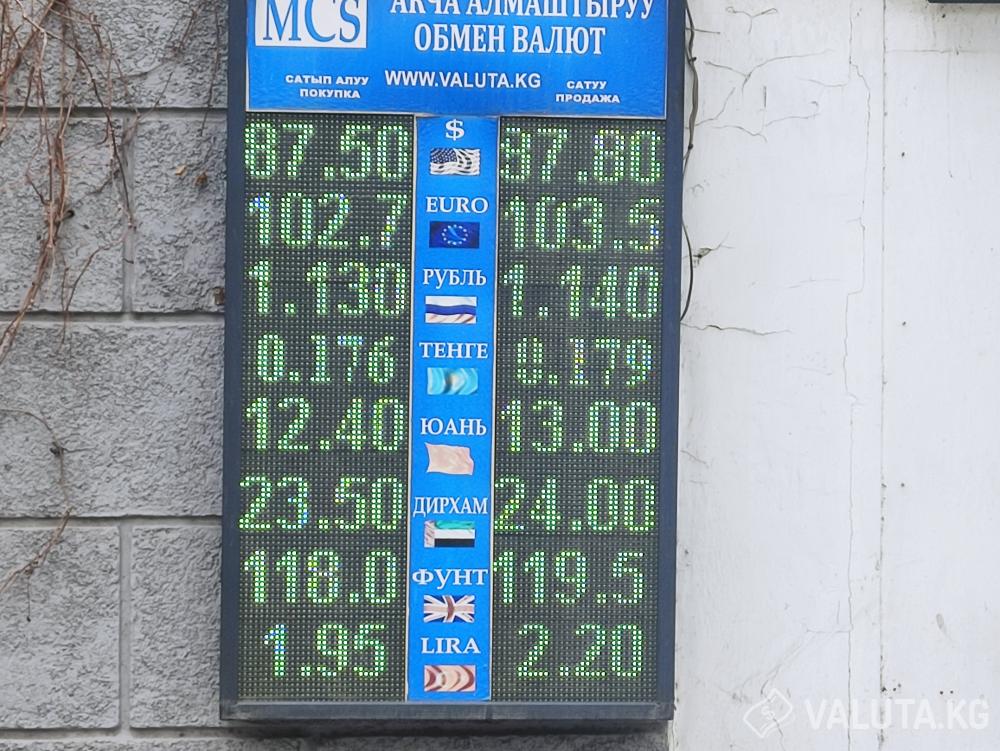 MCS АКЧА АЛМАШТЫРУУ
ОБМЕН ВАЛЮТ
САТЫП АЛУУ WWW.VALUTA.KG САТУУ
ПОКУПКА ПРОДАЖА
87.50 $ 87.80
102.7 EURO 103.5
1.130 РУБЛЬ 1.140
0.176 ТЕНГЕ 0.179
12.40 ЮАНЬ 13.00
23.50 ДИРХАМ 24.00
118.0 ФУНТ 119.5
1.95 LIRA 2.20
VALUTA.KG